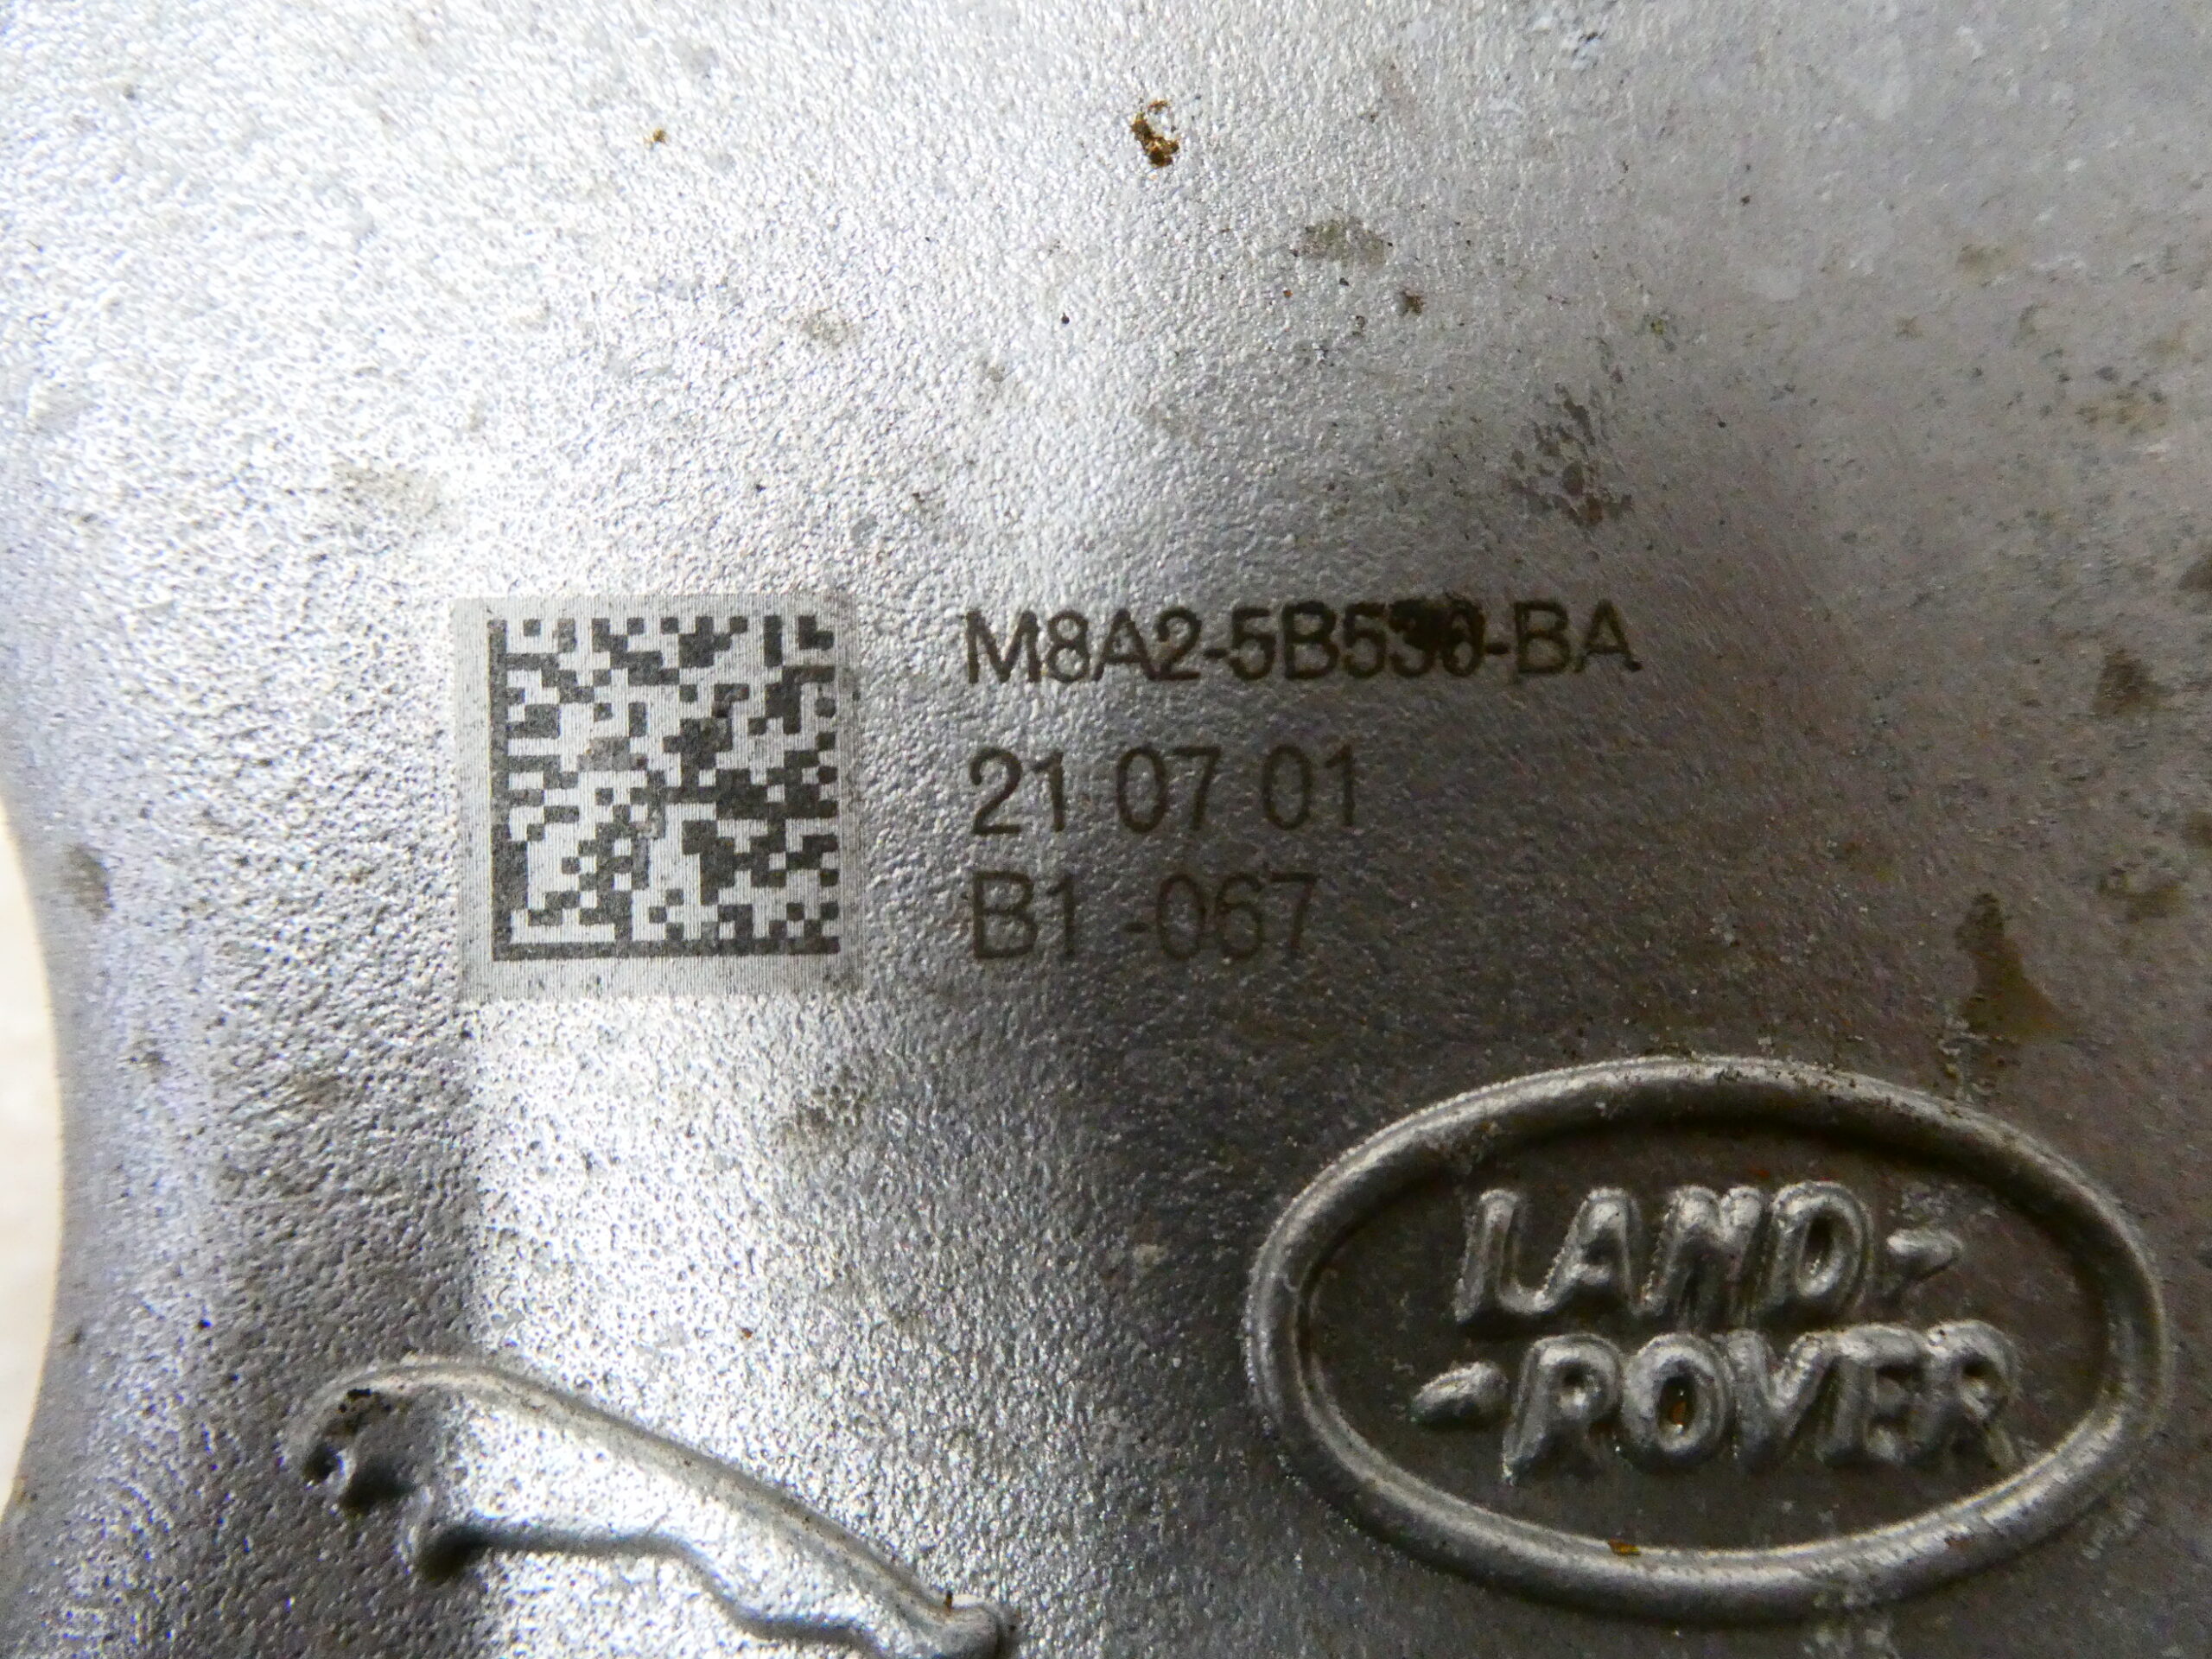 M8A2-5B536-BA
21 07 01
B1 -067
LAND
ROVER